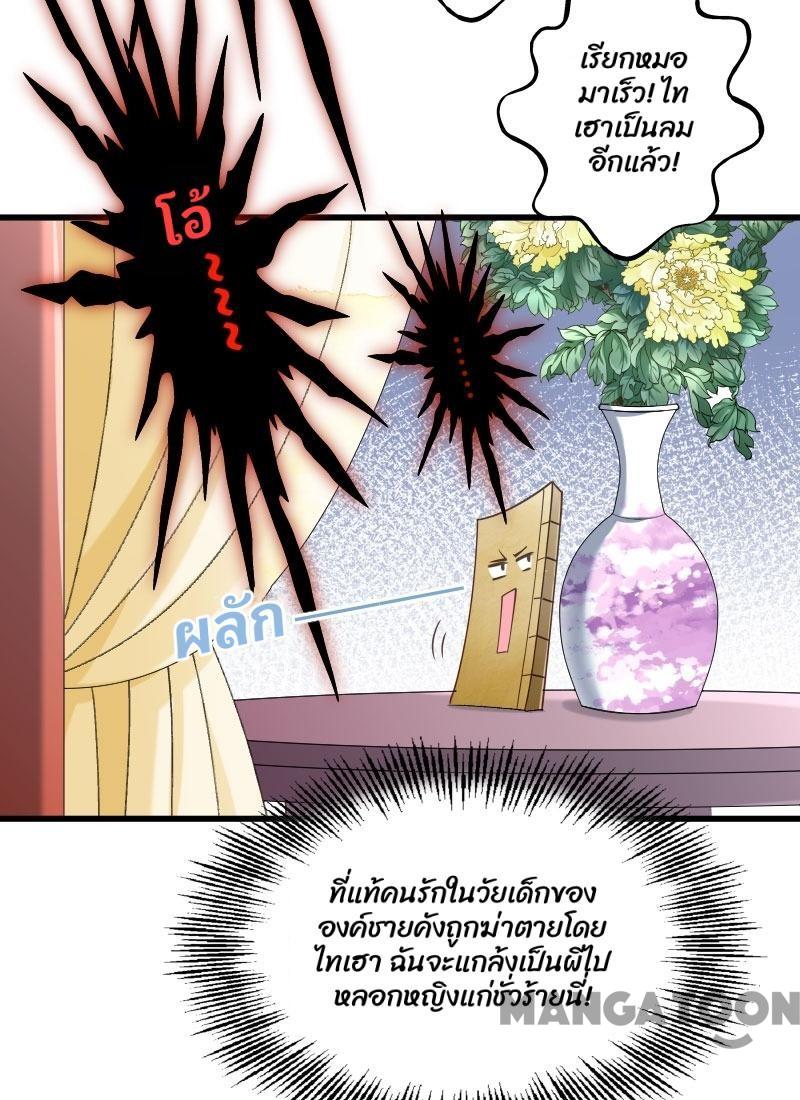 เรียกหมอ
มาเร็ว! ไท
เฮาเป็นลม
อีกแล้ว!
โอ้
~~~
......
ผลัก
ที่แท้คนรักในวัยเด็กของ
องค์ชายคังถูกฆ่าตายโดย
ไทเฮา ฉันจะแกล้งเป็นผีไป
หลอกหญิงแก่ชั่วร้ายนี่!
MANGATOON